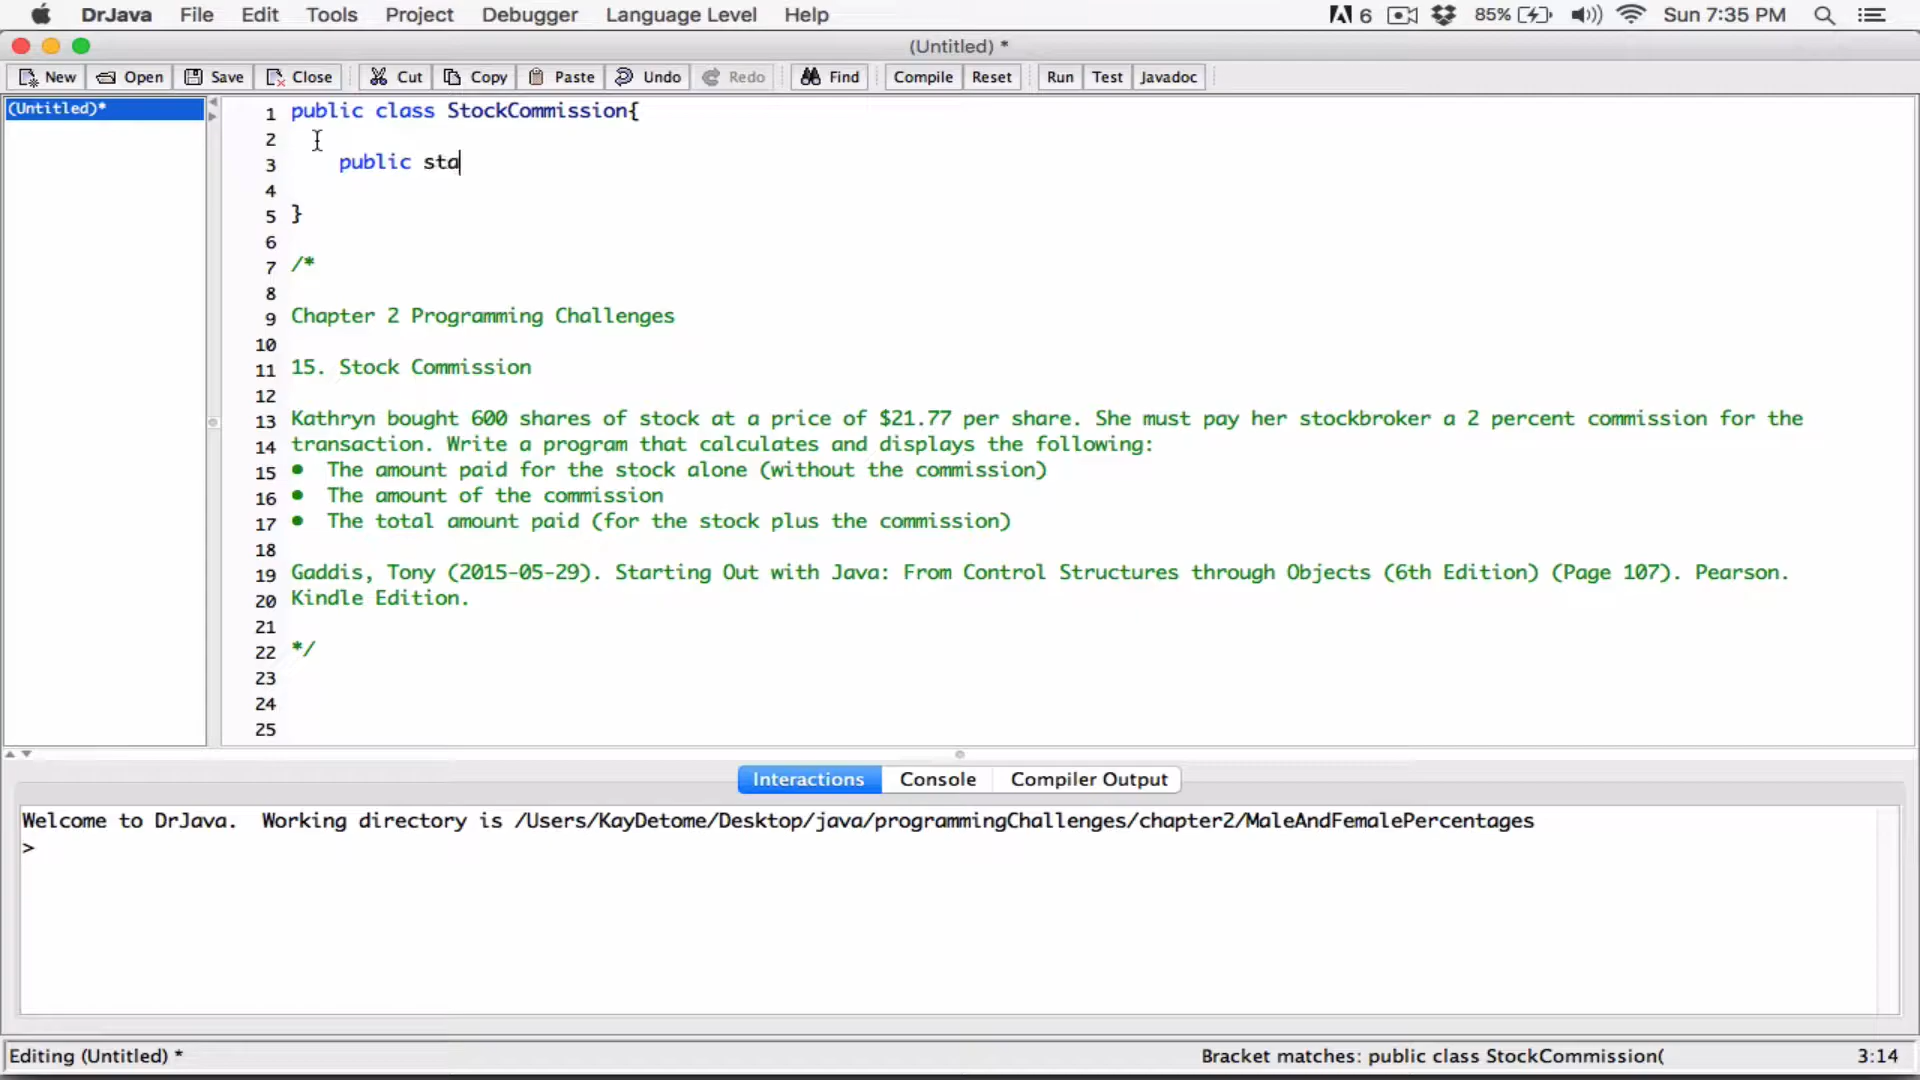 DrJava File Edit Tools Project Debugger Language Level Help 6 85% Sun 7:35 PM
(Untitled) *
New Open Save Close Cut Copy Paste Undo Redo Find Compile Reset Run Test Javadoc
(Untitled)*
1 public class StockCommission{
2
3 public sta
4
5 }
6
7 /*
8
9 Chapter 2 Programming Challenges
10
11 15. Stock Commission
12
13 Kathryn bought 600 shares of stock at a price of $21.77 per share. She must pay her stockbroker a 2 percent commission for the
14 transaction. Write a program that calculates and displays the following:
15 • The amount paid for the stock alone (without the commission)
16 • The amount of the commission
17 • The total amount paid (for the stock plus the commission)
18
19 Gaddis, Tony (2015-05-29). Starting Out with Java: From Control Structures through Objects (6th Edition) (Page 107). Pearson.
20 Kindle Edition.
21
22 */
23
24
25
Interactions Console Compiler Output
Welcome to DrJava. Working directory is /Users/KayDetome/Desktop/java/programmingChallenges/chapter2/MaleAndFemalePercentages
>
Editing (Untitled) * Bracket matches: public class StockCommission{ 3:14